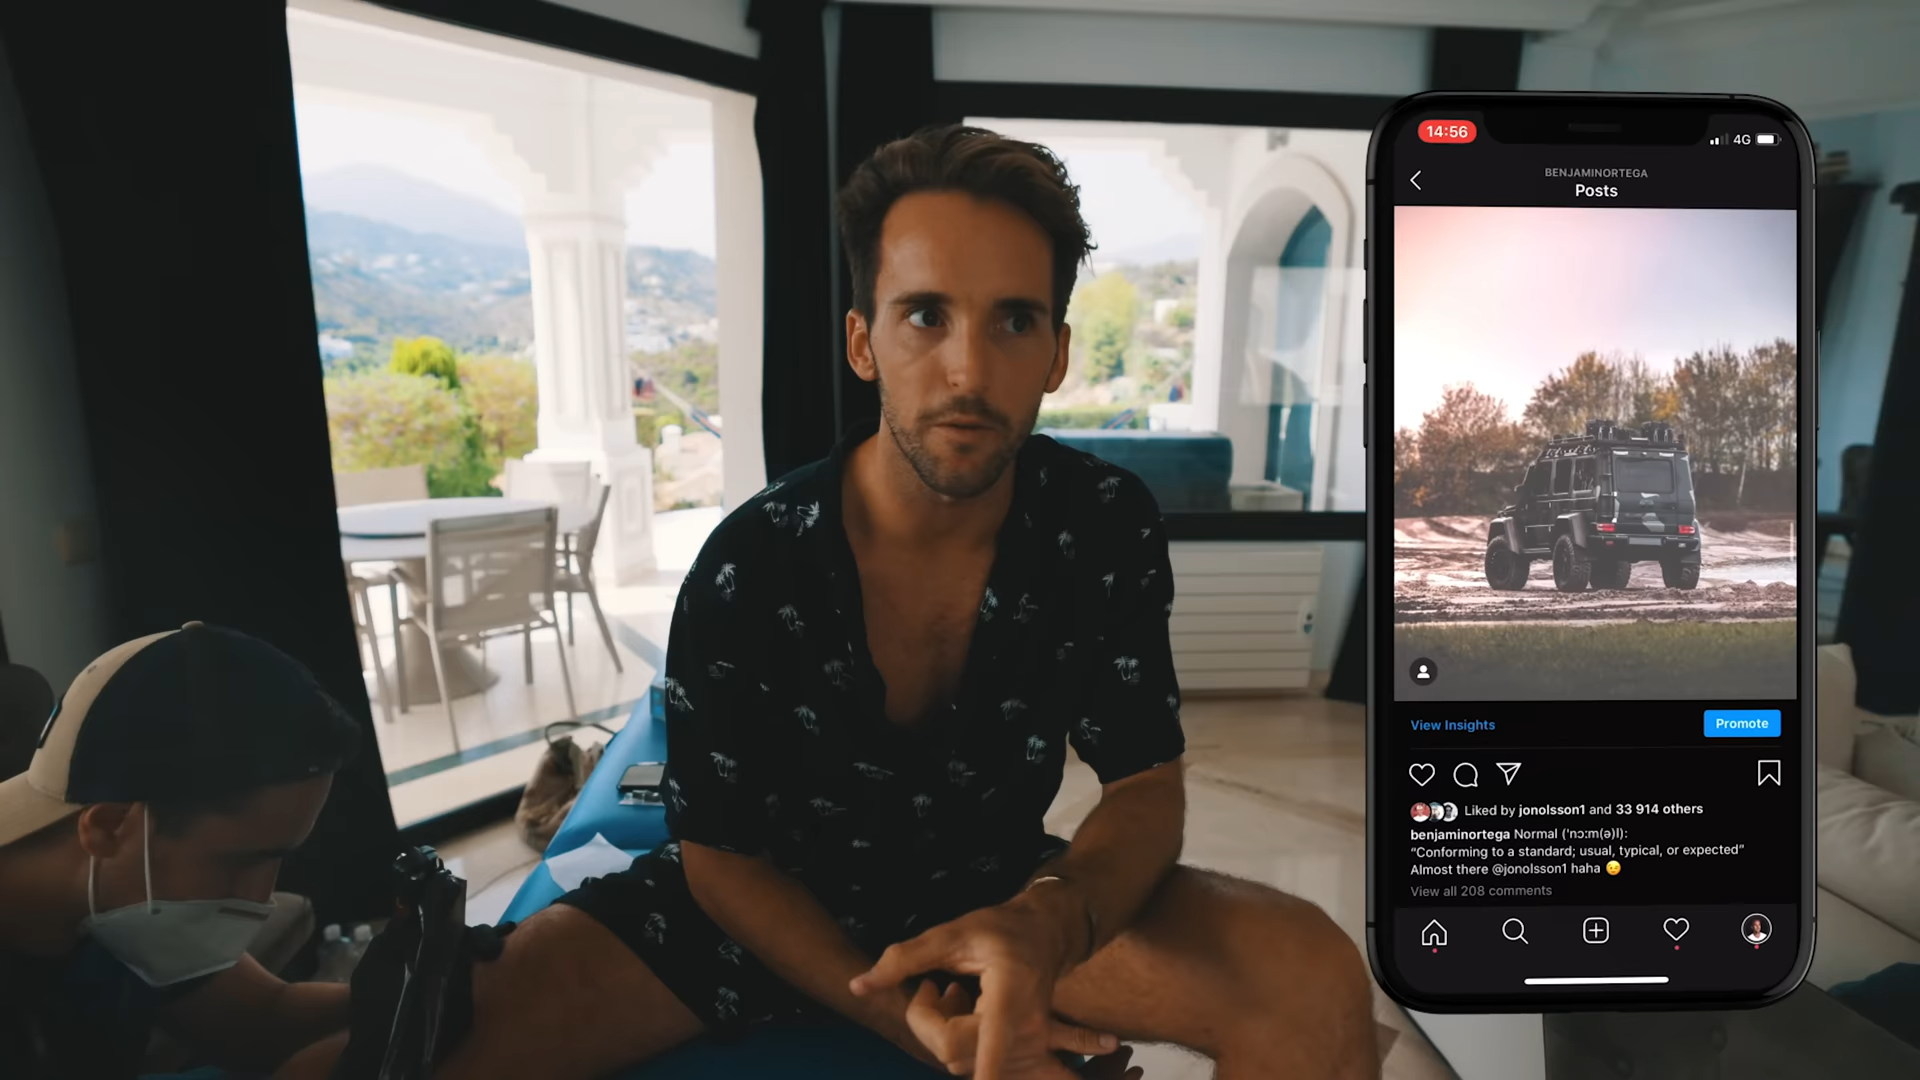 14:56
4G
BENJAMINORTEGA
Posts
View Insights
Promote
Liked by jonolsson1 and 33 914 others
benjaminortega Normal ('nɔːm(ə)l):
“Conforming to a standard; usual, typical, or expected”
Almost there @jonolsson1 haha 😉
View all 208 comments